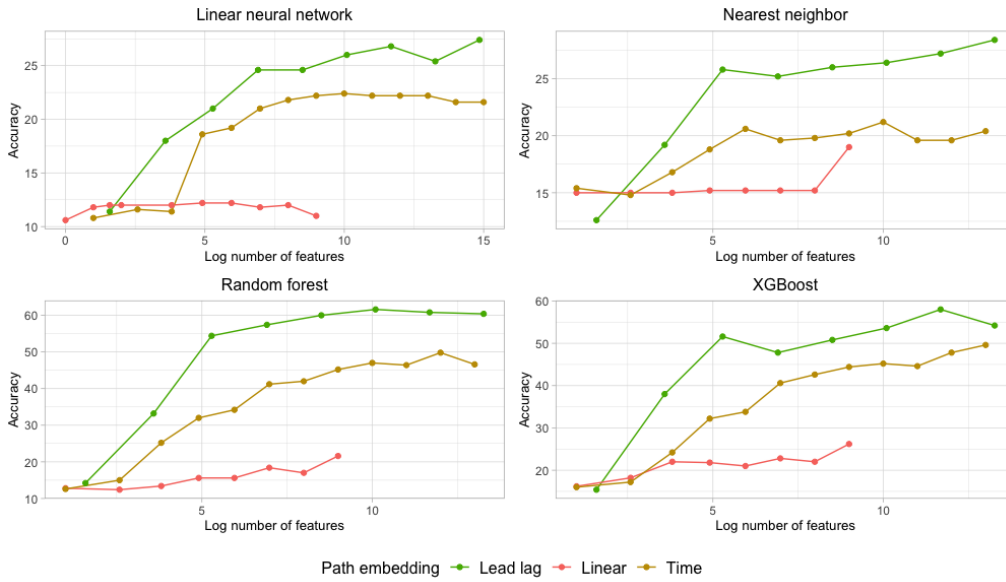 Linear neural network
Accuracy
25
20
15
10
0
5
10
15
Log number of features
Nearest neighbor
Accuracy
25
20
15
5
10
Log number of features
Random forest
Accuracy
60
50
40
30
20
10
5
10
Log number of features
XGBoost
Accuracy
60
50
40
30
20
5
10
Log number of features
Path embedding Lead lag Linear Time